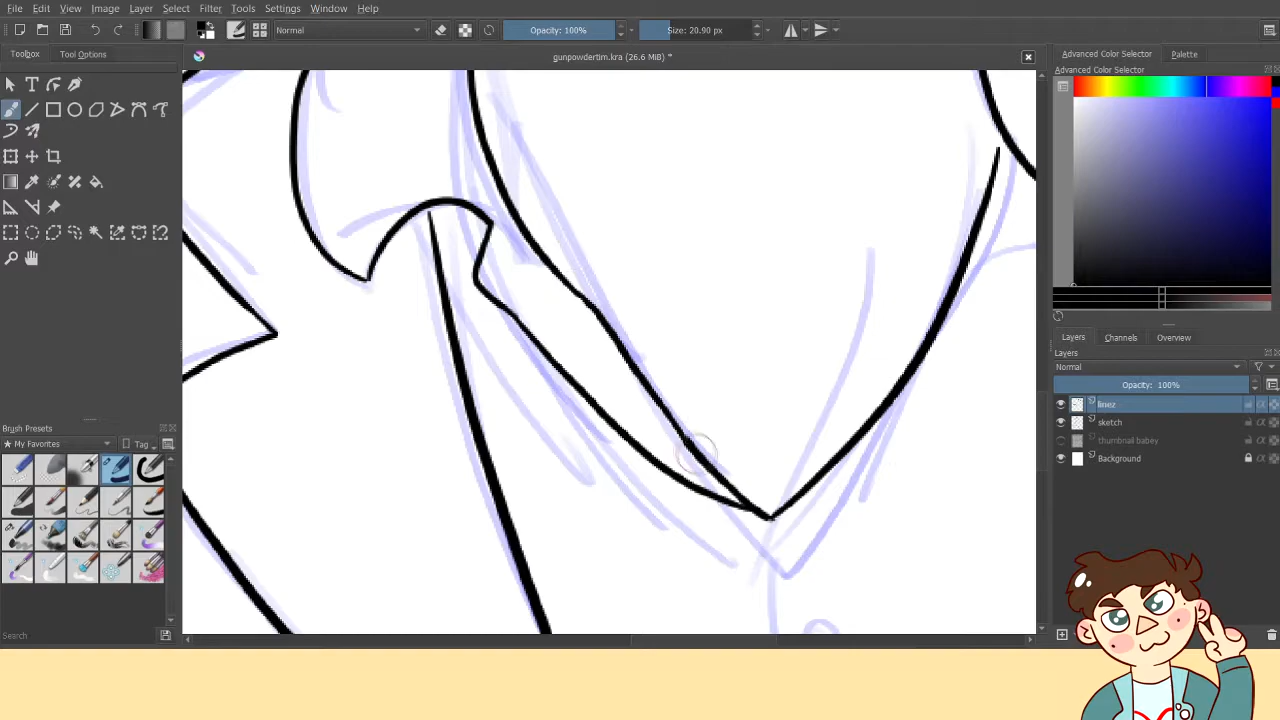 File Edit View Image Layer Select Filter Tools Settings Window Help
Normal Opacity: 100% Size: 20.90 px
Toolbox Tool Options
gunpowdertim.kra (26.6 MiB) *
Advanced Color Selector Palette
Advanced Color Selector
Layers Channels Overview
Layers
Normal
Opacity: 100%
linez
sketch
thumbnail babey
Background
Brush Presets
My Favorites Tag
Search